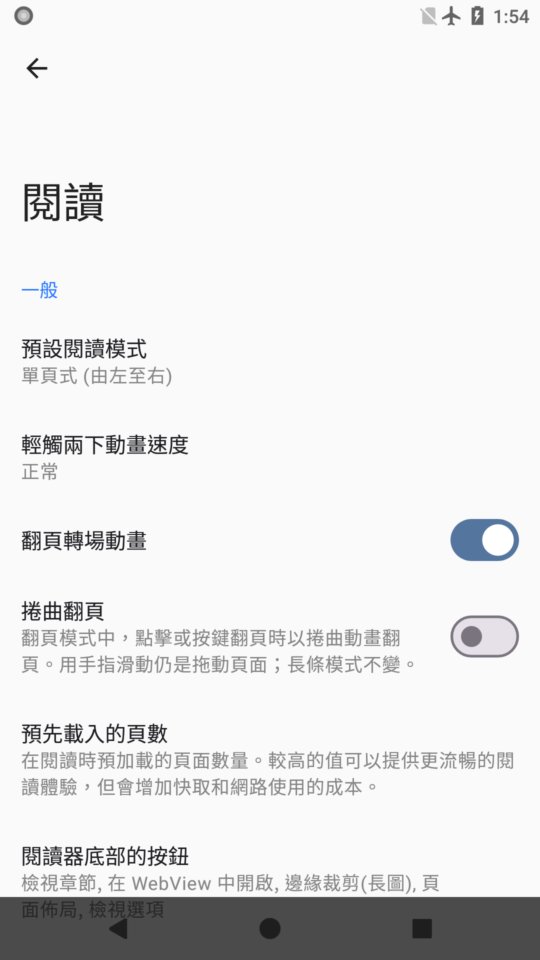 1:54
閱讀
一般
預設閱讀模式
單頁式 (由左至右)
輕觸兩下動畫速度
正常
翻頁轉場動畫
捲曲翻頁
翻頁模式中，點擊或按鍵翻頁時以捲曲動畫翻
頁。用手指滑動仍是拖動頁面；長條模式不變。
預先載入的頁數
在閱讀時預加載的頁面數量。較高的值可以提供更流暢的閱
讀體驗，但會增加快取和網路使用的成本。
閱讀器底部的按鈕
檢視章節, 在 WebView 中開啟, 邊緣裁剪(長圖), 頁
面佈局, 檢視選項